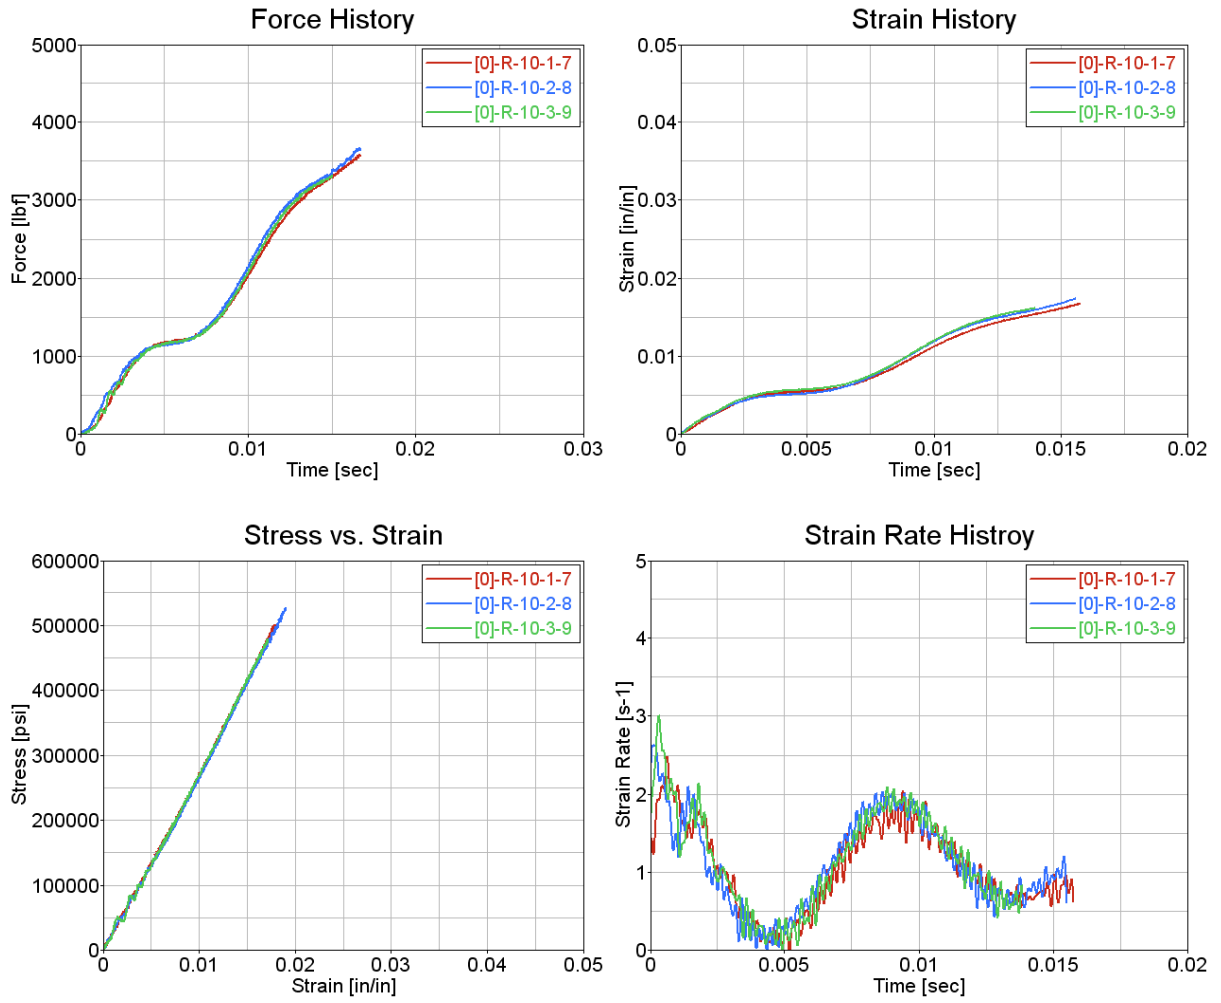 Force History
5000
4000
3000
2000
1000
0
Force [lbf]
[0]-R-10-1-7
[0]-R-10-2-8
[0]-R-10-3-9
0 0.01 0.02 0.03
Time [sec]
Strain History
0.05
0.04
0.03
0.02
0.01
0
Strain [in/in]
[0]-R-10-1-7
[0]-R-10-2-8
[0]-R-10-3-9
0 0.005 0.01 0.015 0.02
Time [sec]
Stress vs. Strain
600000
500000
400000
300000
200000
100000
0
Stress [psi]
[0]-R-10-1-7
[0]-R-10-2-8
[0]-R-10-3-9
0 0.01 0.02 0.03 0.04 0.05
Strain [in/in]
Strain Rate Histroy
5
4
3
2
1
0
Strain Rate [s-1]
[0]-R-10-1-7
[0]-R-10-2-8
[0]-R-10-3-9
0 0.005 0.01 0.015 0.02
Time [sec]